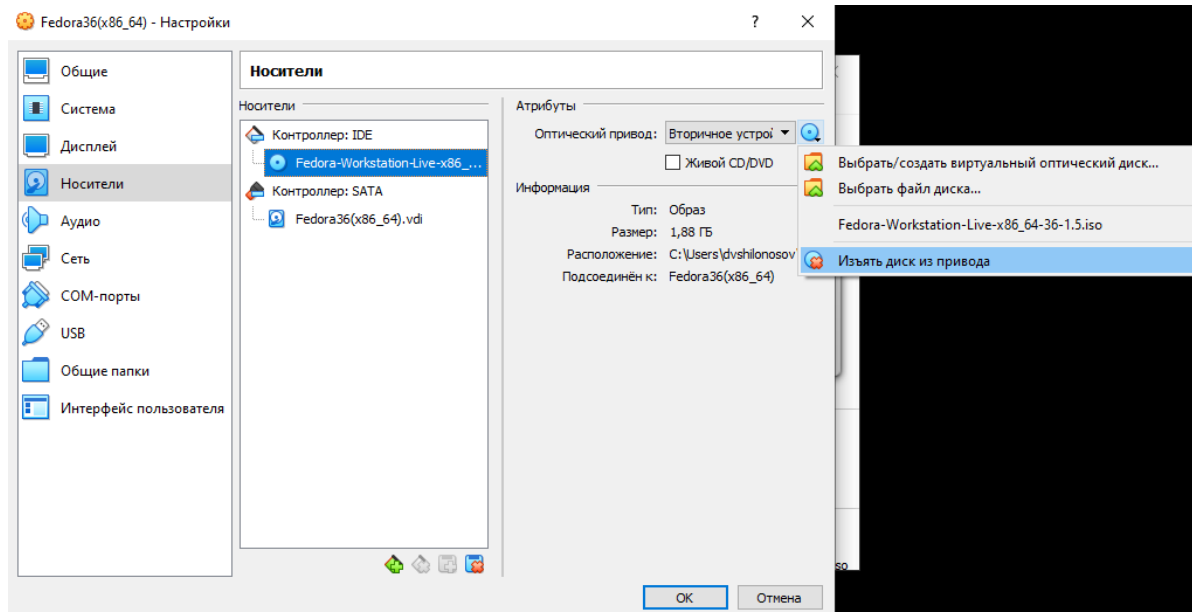 Fedora36(x86_64) - Настройки
?
Общие
Система
Дисплей
Носители
Аудио
Сеть
COM-порты
USB
Общие папки
Интерфейс пользователя
Носители
Носители
Контроллер: IDE
Fedora-Workstation-Live-x86_...
Контроллер: SATA
Fedora36(x86_64).vdi
Атрибуты
Оптический привод: Вторичное устрой
Живой CD/DVD
Информация
Тип: Образ
Размер: 1,88 ГБ
Расположение: C:\Users\dvshilonosov\
Подсоединён к: Fedora36(x86_64)
Выбрать/создать виртуальный оптический диск...
Выбрать файл диска...
Fedora-Workstation-Live-x86_64-36-1.5.iso
Изъять диск из привода
OK
Отмена